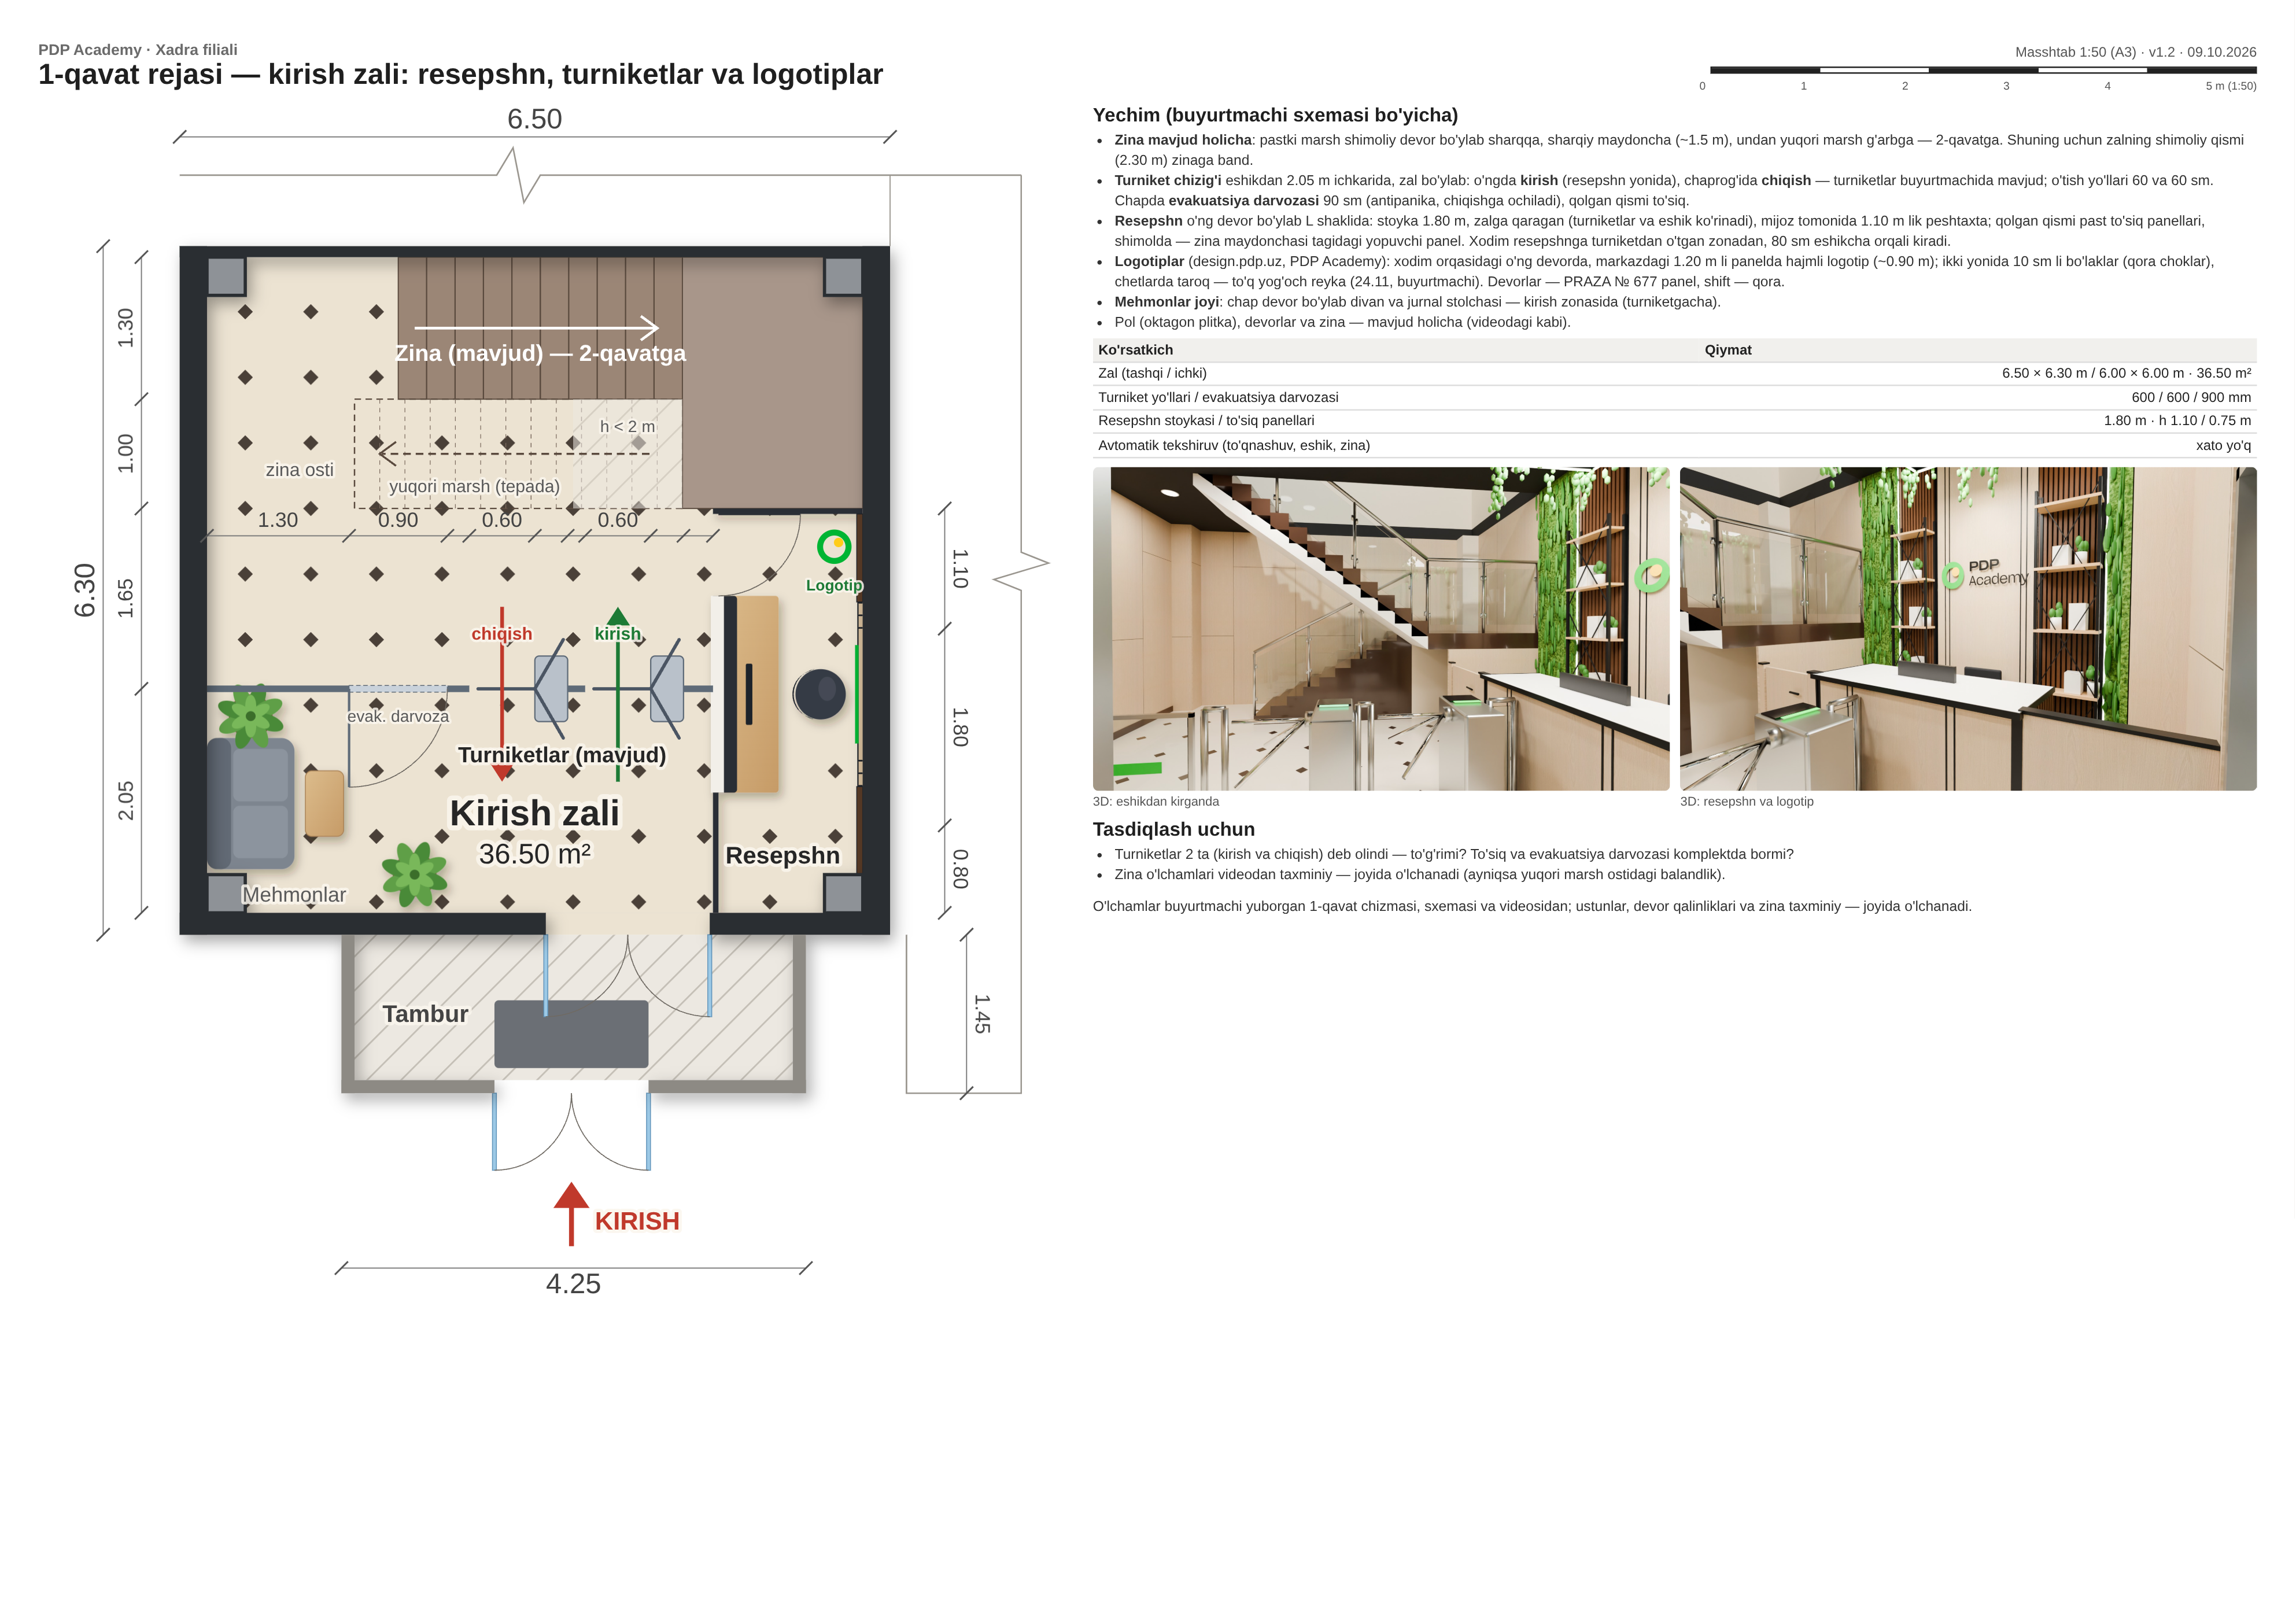 PDP Academy · Xadra filiali
1-qavat rejasi — kirish zali: resepshn, turniketlar va logotiplar
Masshtab 1:50 (A3) · v1.2 · 09.10.2026
0 1 2 3 4 5 m (1:50)
6.50
6.30
1.30
1.00
1.65
2.05
Zina (mavjud) — 2-qavatga
h < 2 m
zina osti
yuqori marsh (tepada)
1.30 0.90 0.60 0.60
1.10
1.80
0.80
1.45
Logotip
chiqish
kirish
evak. darvoza
Turniketlar (mavjud)
Kirish zali
36.50 m²
Resepshn
Mehmonlar
Tambur
KIRISH
4.25
Yechim (buyurtmachi sxemasi bo'yicha)
• Zina mavjud holicha: pastki marsh shimoliy devor bo'ylab sharqqa, sharqiy maydoncha (~1.5 m), undan yuqori marsh g'arbga — 2-qavatga. Shuning uchun zalning shimoliy qismi
(2.30 m) zinaga band.
• Turniket chizig'i eshikdan 2.05 m ichkarida, zal bo'ylab: o'ngda kirish (resepshn yonida), chaprog'ida chiqish — turniketlar buyurtmachida mavjud; o'tish yo'llari 60 va 60 sm.
Chapda evakuatsiya darvozasi 90 sm (antipanika, chiqishga ochiladi), qolgan qismi to'siq.
• Resepshn o'ng devor bo'ylab L shaklida: stoyka 1.80 m, zalga qaragan (turniketlar va eshik ko'rinadi), mijoz tomonida 1.10 m lik peshtaxta; qolgan qismi past to'siq panellari,
shimolda — zina maydonchasi tagidagi yopuvchi panel. Xodim resepshnga turniketdan o'tgan zonadan, 80 sm eshikcha orqali kiradi.
• Logotiplar (design.pdp.uz, PDP Academy): xodim orqasidagi o'ng devorda, markazdagi 1.20 m li panelda hajmli logotip (~0.90 m); ikki yonida 10 sm li bo'laklar (qora choklar),
chetlarda taroq — to'q yog'och reyka (24.11, buyurtmachi). Devorlar — PRAZA № 677 panel, shift — qora.
• Mehmonlar joyi: chap devor bo'ylab divan va jurnal stolchasi — kirish zonasida (turniketgacha).
• Pol (oktagon plitka), devorlar va zina — mavjud holicha (videodagi kabi).
Ko'rsatkich Qiymat
Zal (tashqi / ichki) 6.50 × 6.30 m / 6.00 × 6.00 m · 36.50 m²
Turniket yo'llari / evakuatsiya darvozasi 600 / 600 / 900 mm
Resepshn stoykasi / to'siq panellari 1.80 m · h 1.10 / 0.75 m
Avtomatik tekshiruv (to'qnashuv, eshik, zina) xato yo'q
PDP
Academy
3D: eshikdan kirganda
3D: resepshn va logotip
Tasdiqlash uchun
• Turniketlar 2 ta (kirish va chiqish) deb olindi — to'g'rimi? To'siq va evakuatsiya darvozasi komplektda bormi?
• Zina o'lchamlari videodan taxminiy — joyida o'lchanadi (ayniqsa yuqori marsh ostidagi balandlik).
O'lchamlar buyurtmachi yuborgan 1-qavat chizmasi, sxemasi va videosidan; ustunlar, devor qalinliklari va zina taxminiy — joyida o'lchanadi.